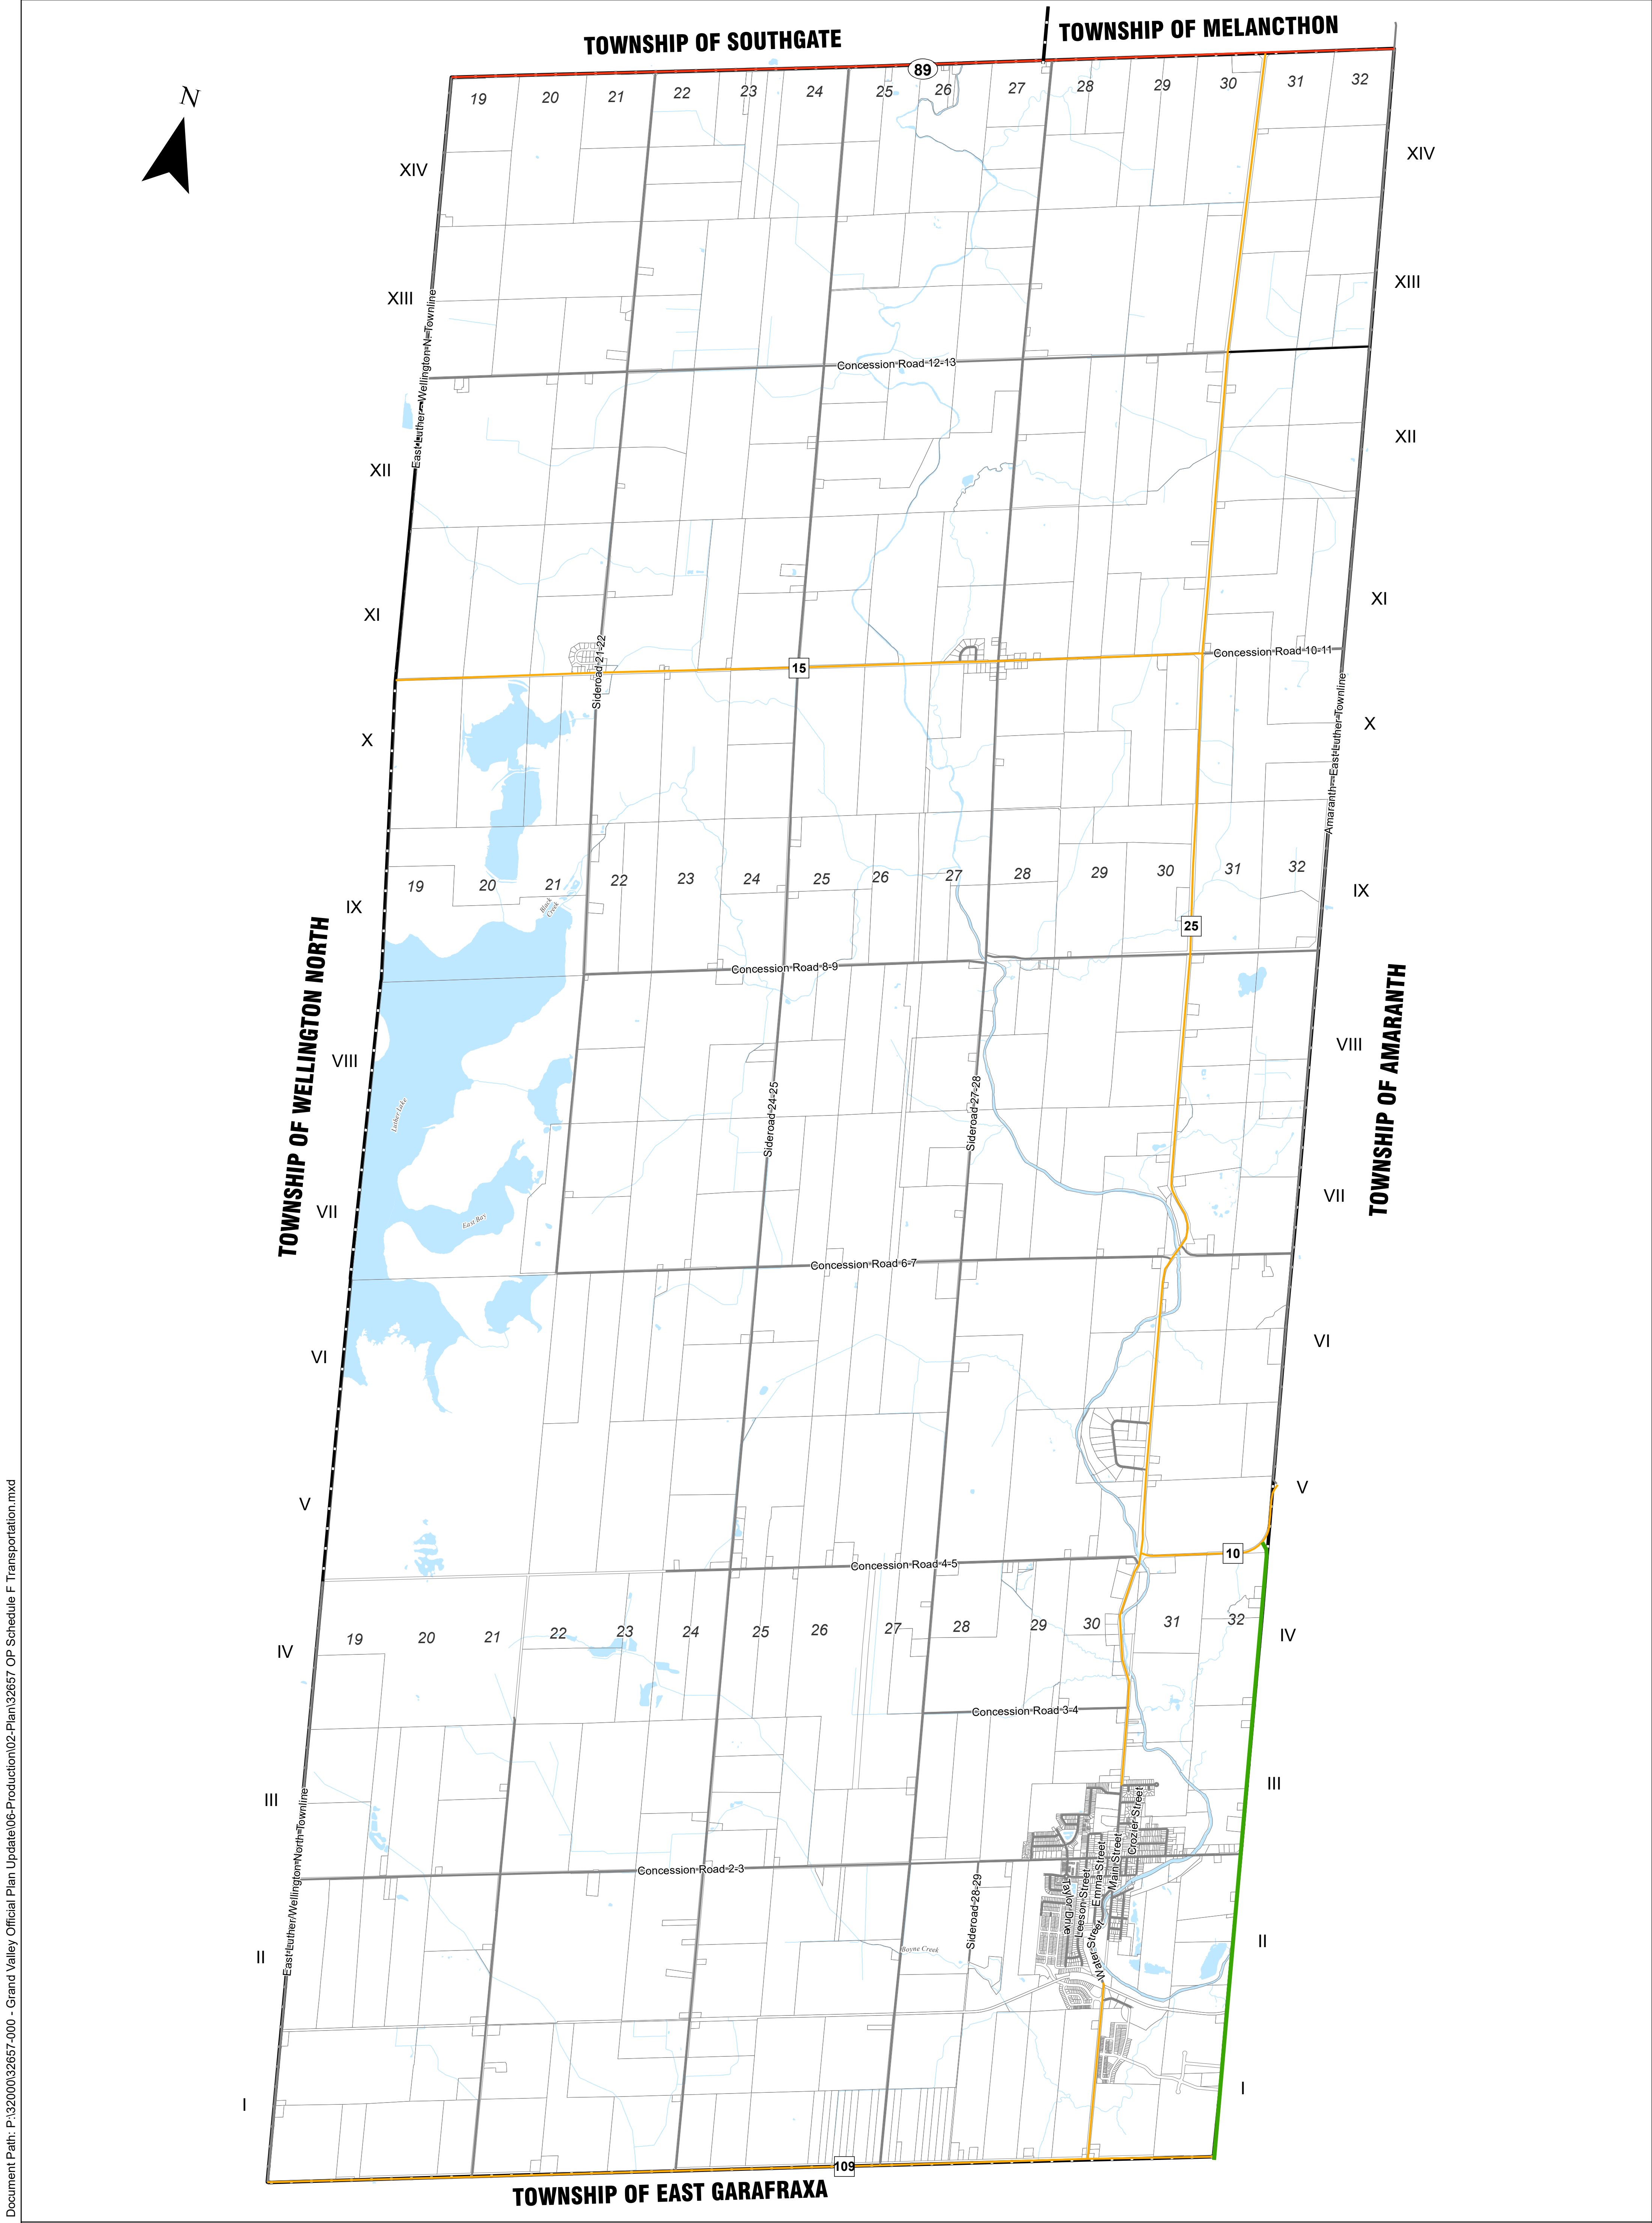 TOWNSHIP OF SOUTHGATE
TOWNSHIP OF MELANCTHON
N
89
19 20 21 22 23 24 25 26 27 28 29 30 31 32
XIV
XIV
XIII
XIII
East-Luther--Wellington-N.-Townline
Concession Road 12-13
XII
XII
XI
XI
Sideroad-21-22
15
Concession Road 10-11
X
X
Amaranth--East-Luther-Townline
19 20 21 22 23 24 25 26 27 28 29 30 31 32
Black
Creek
IX
IX
25
TOWNSHIP OF WELLINGTON NORTH
Concession Road 8-9
TOWNSHIP OF AMARANTH
VIII
VIII
Luther Lake
Sideroad-24-25
Sideroad-27-28
VII
VII
East Bay
Concession Road 6-7
VI
VI
V
V
10
Concession Road 4-5
19 20 21 22 23 24 25 26 27 28 29 30 31 32
IV
IV
Concession Road 3-4
III
III
East-Luther/Wellington-North-Townline
Crozier Street
Main Street
Emma Street
Leeson Street
Taylor Drive
Water Street
Concession Road 2-3
Sideroad-28-29
Boyne Creek
II
II
I
I
109
TOWNSHIP OF EAST GARAFRAXA
Document Path: P:\32000\32657-000 - Grand Valley Official Plan Update\06-Production\02-Plan\32657 OP Schedule F Transportation.mxd